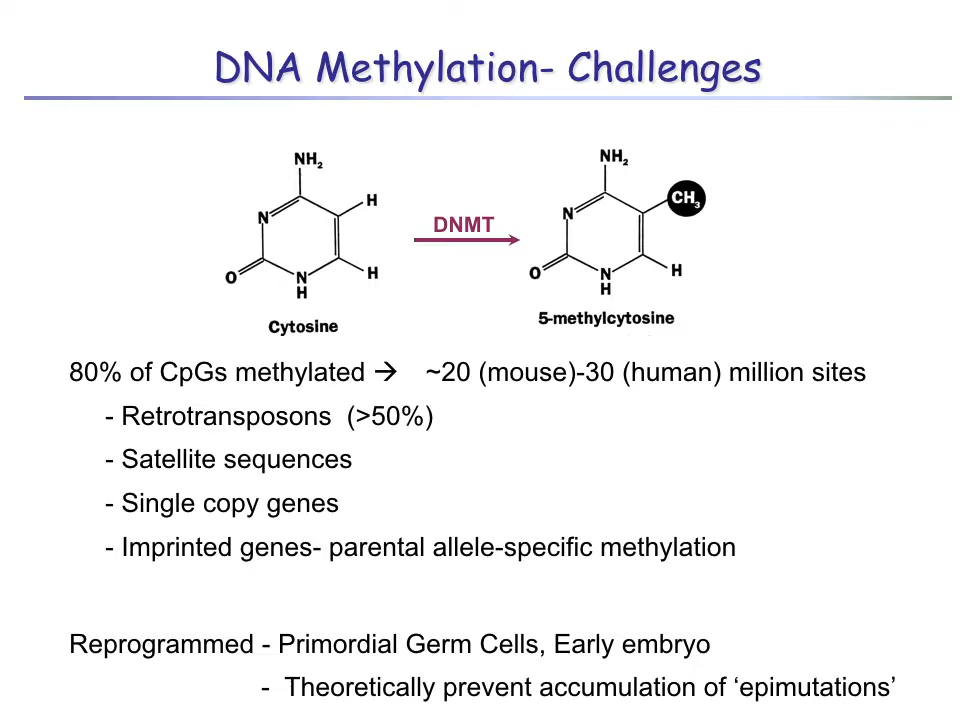 DNA Methylation- Challenges
NH2
NH2
H
CH3
N
DNMT
N
H
H
O
N
H
O
N
H
Cytosine
5-methylcytosine
80% of CpGs methylated → ~20 (mouse)-30 (human) million sites
- Retrotransposons (>50%)
- Satellite sequences
- Single copy genes
- Imprinted genes- parental allele-specific methylation
Reprogrammed - Primordial Germ Cells, Early embryo
- Theoretically prevent accumulation of ‘epimutations’